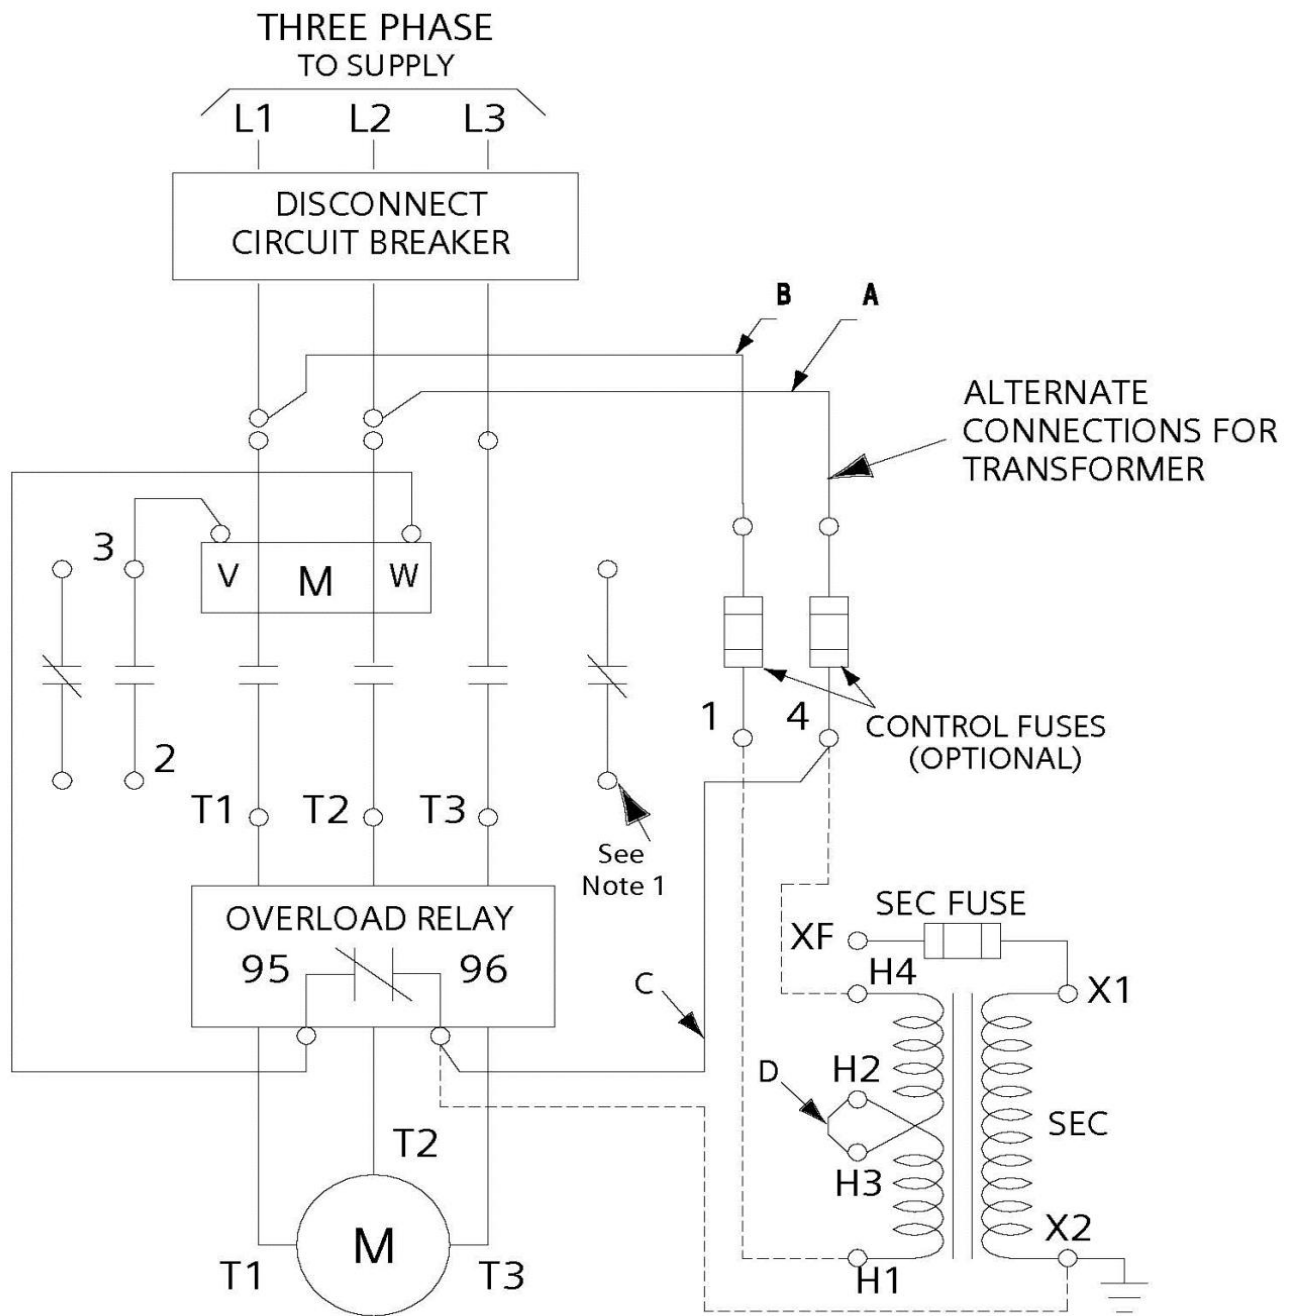 THREE PHASE
TO SUPPLY
L1 L2 L3
DISCONNECT
CIRCUIT BREAKER
B A
ALTERNATE
CONNECTIONS FOR
TRANSFORMER
3
V M W
1 4
CONTROL FUSES
(OPTIONAL)
2
T1 T2 T3
See
Note 1
OVERLOAD RELAY
95 96
SEC FUSE
XF
H4
X1
C
D
H2
SEC
H3
T2
X2
M
T1 T3
H1